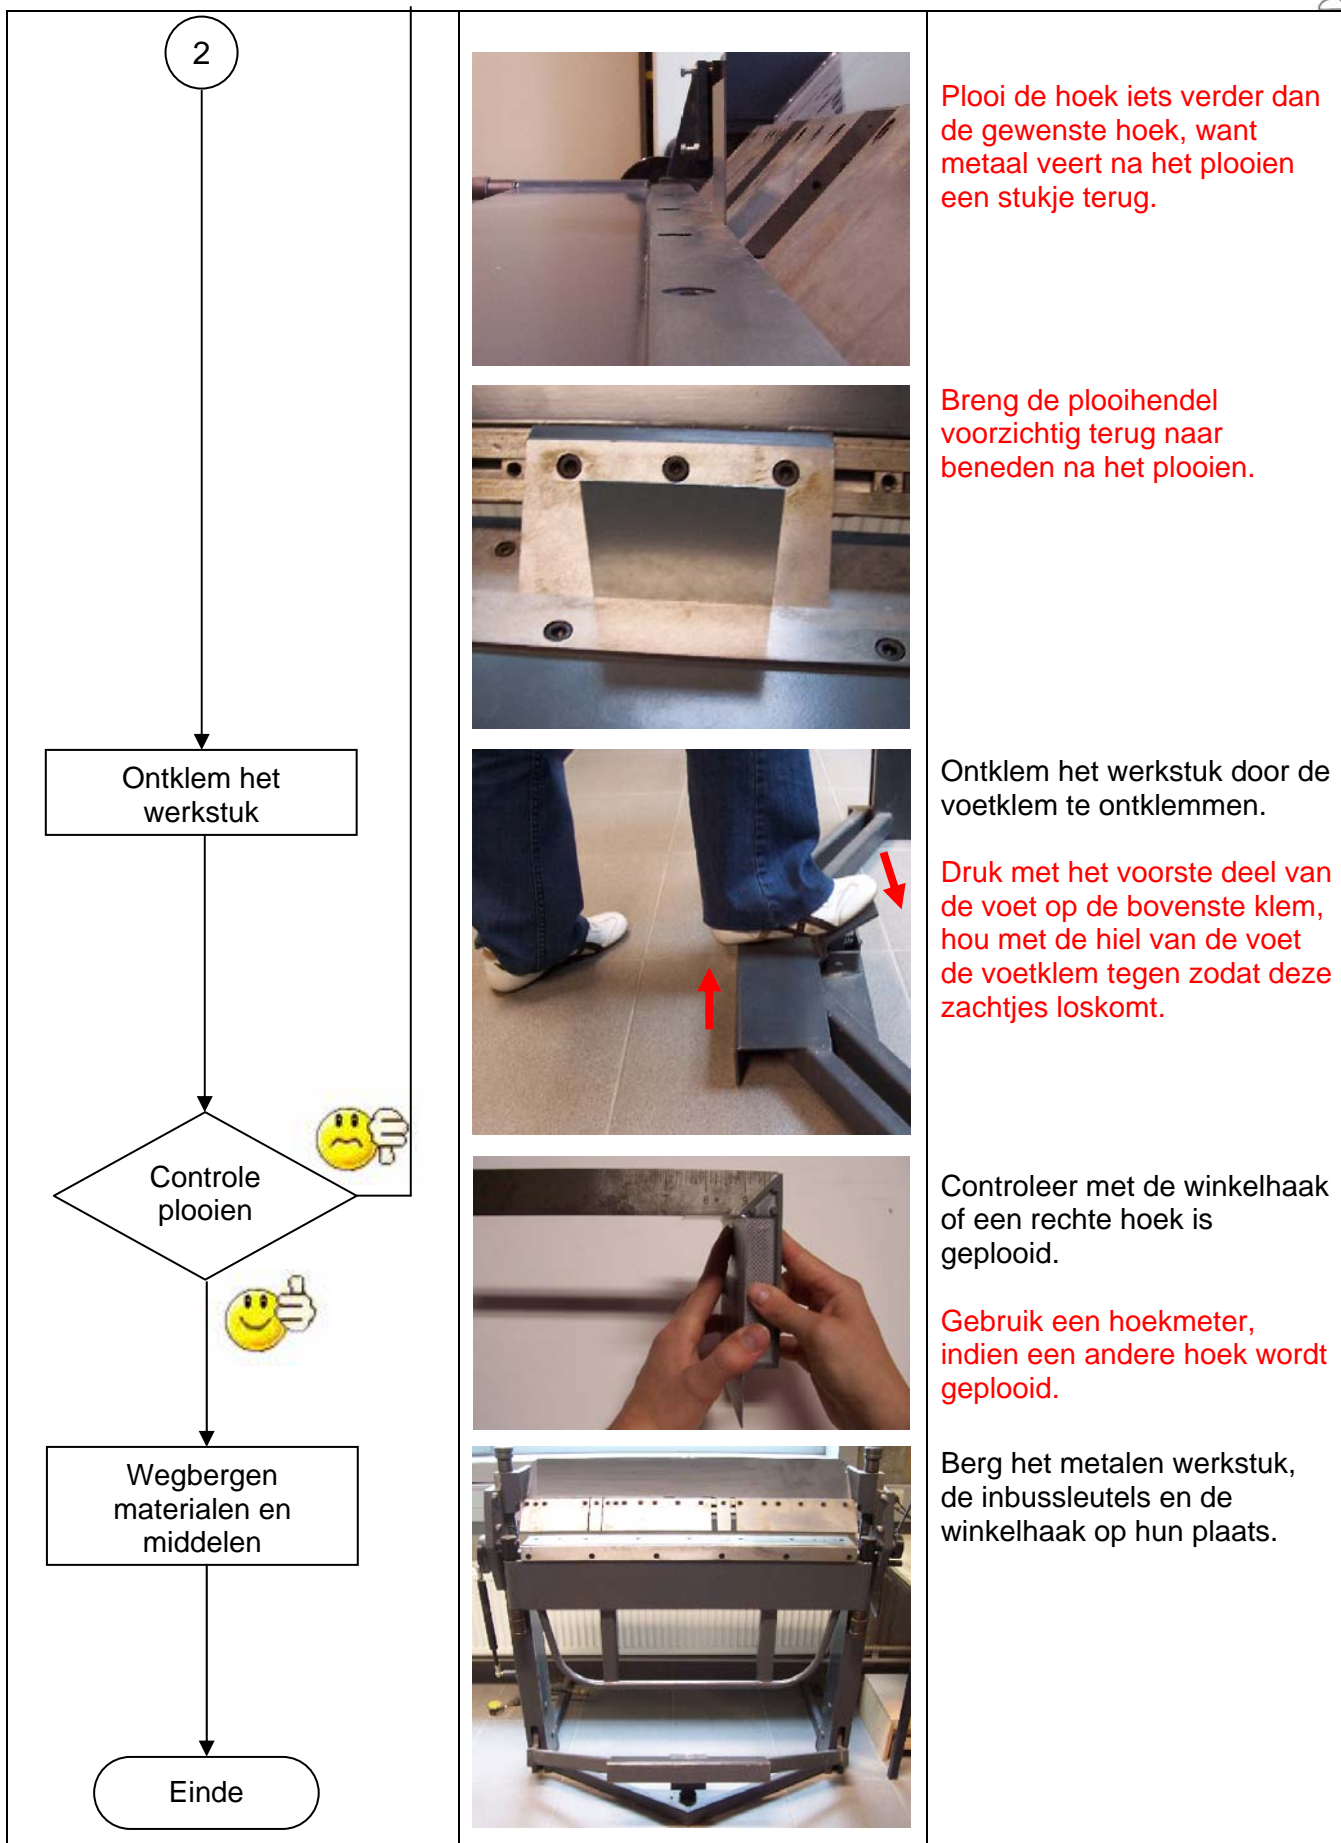 2
Plooi de hoek iets verder dan
de gewenste hoek, want
metaal veert na het plooien
een stukje terug.
Breng de plooihendel
voorzichtig terug naar
beneden na het plooien.
Ontklem het
werkstuk
Ontklem het werkstuk door de
voetklem te ontklemmen.
Druk met het voorste deel van
de voet op de bovenste klem,
hou met de hiel van de voet
de voetklem tegen zodat deze
zachtjes loskomt.
Controle
plooien
Controleer met de winkelhaak
of een rechte hoek is
geplooid.
Gebruik een hoekmeter,
indien een andere hoek wordt
geplooid.
Wegbergen
materialen en
middelen
Berg het metalen werkstuk,
de inbussleutels en de
winkelhaak op hun plaats.
Einde